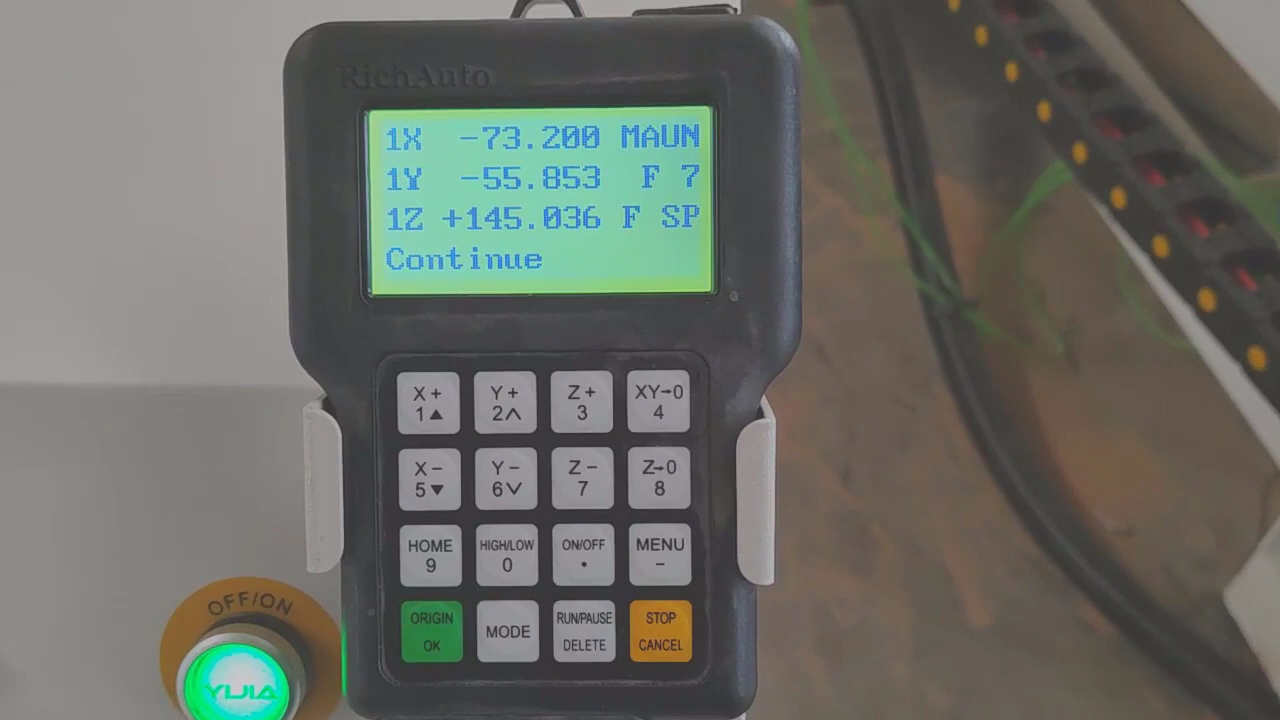 RichAuto
1X -73.200 MAUN
1Y -55.853 F 7
1Z +145.036 F SP
Continue
X+ Y+ Z+ XY→0
1▲ 2∧ 3 4
X- Y- Z- Z→0
5▼ 6∨ 7 8
HOME HIGH/LOW ON/OFF MENU
9 0 • -
ORIGIN MODE RUN/PAUSE STOP
OK DELETE CANCEL
OFF/ON
YIJIA